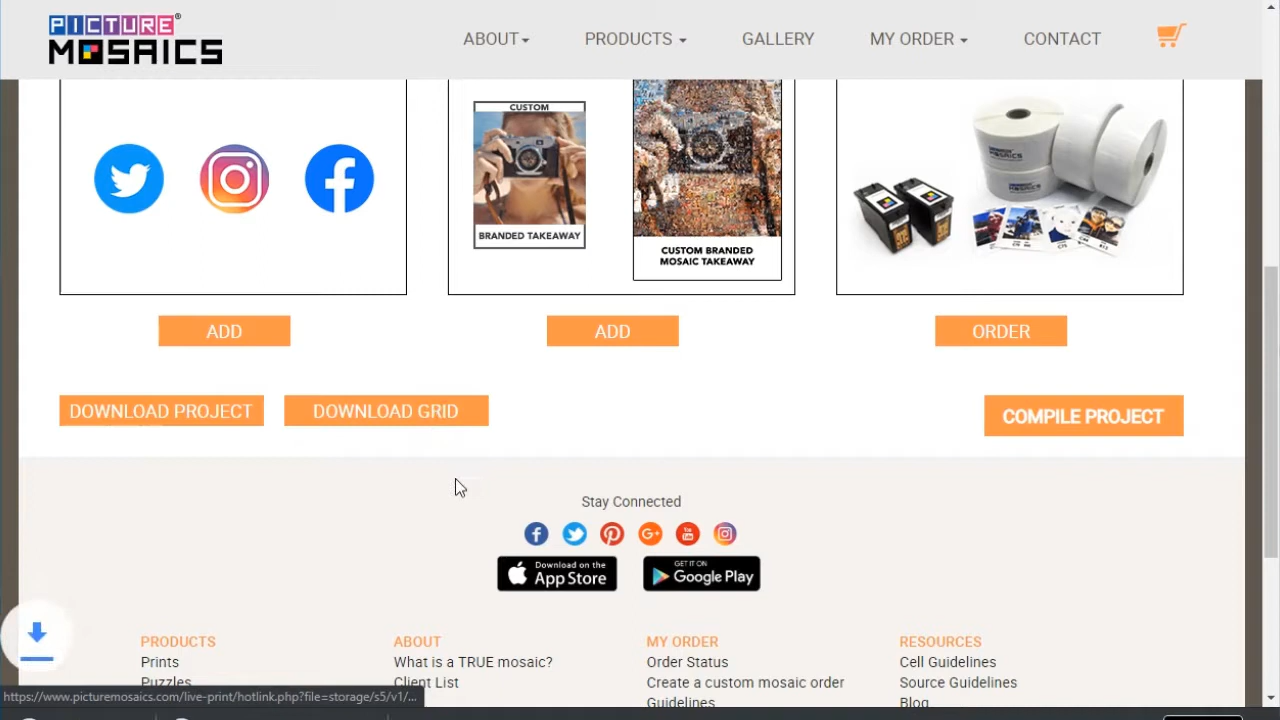 PICTURE®
MOSAICS
ABOUT
PRODUCTS
GALLERY
MY ORDER
CONTACT
CUSTOM
BRANDED TAKEAWAY
CUSTOM BRANDED
MOSAIC TAKEAWAY
MOSAICS
ADD
ADD
ORDER
DOWNLOAD PROJECT
DOWNLOAD GRID
COMPILE PROJECT
Stay Connected
Download on the
App Store
GET IT ON
Google Play
PRODUCTS
Prints
Puzzles
ABOUT
What is a TRUE mosaic?
Client List
MY ORDER
Order Status
Create a custom mosaic order
Guidelines
RESOURCES
Cell Guidelines
Source Guidelines
Blog
https://www.picturemosaics.com/live-print/hotlink.php?file=storage/s5/v1/...